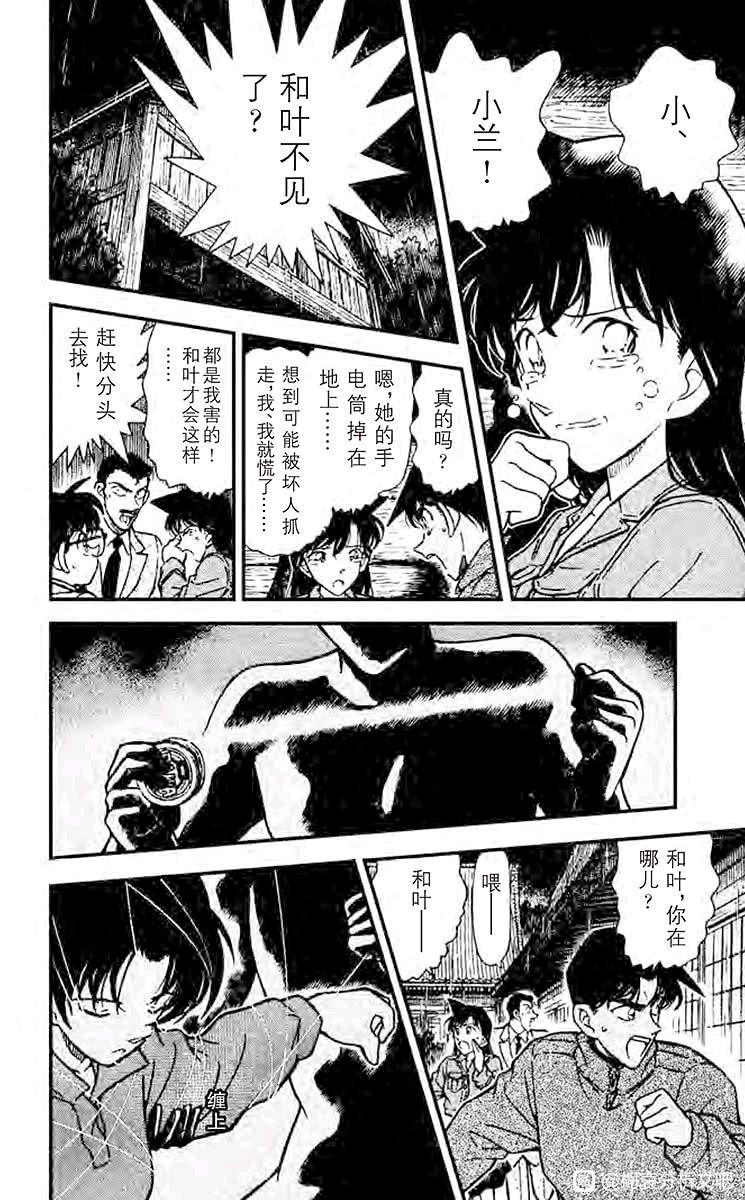 小、
小兰！
和叶不见
了？
真的吗？
嗯，她的手
电筒掉在
地上……
想到可能被坏人抓
走，我、我就慌了……
都是我害的！
和叶才会这样
……
赶快分头
去找！
和叶，你在
哪儿？
喂——
和叶——
缠上